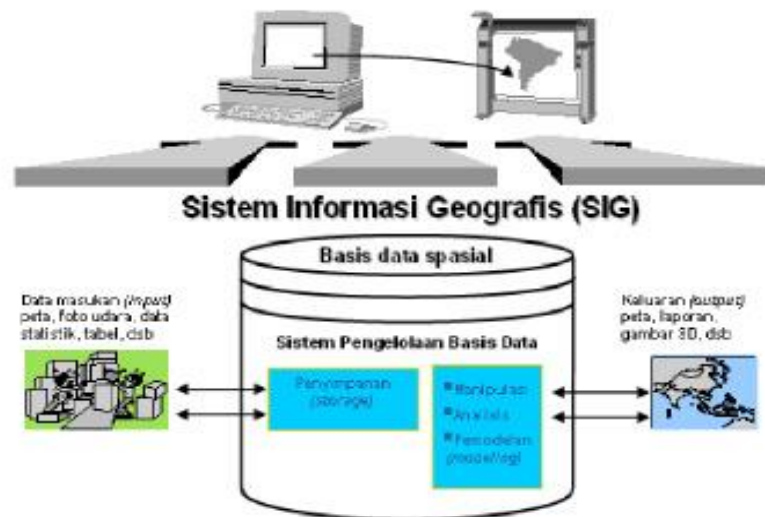 Sistem Informasi Geografis (SIG)
Basis data spasial
Data masukan (input)
peta, foto udara, data
statistik, tabel, dsb
Keluaran (output)
peta, laporan,
gambar 3D, dsb
Sistem Pengelolaan Basis Data
Penyimpanan
(storage)
Manipulasi
Analisis
Pemodelan
(modelling)